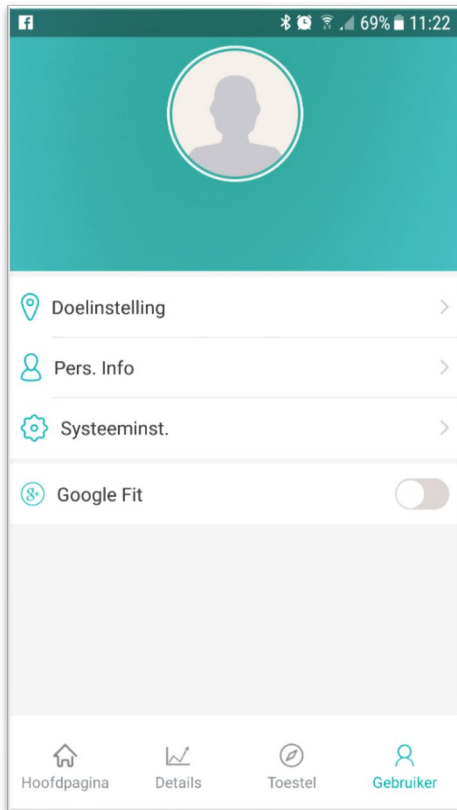 69% 11:22
Doelinstelling
Pers. Info
Systeeminst.
Google Fit
Hoofdpagina Details Toestel Gebruiker